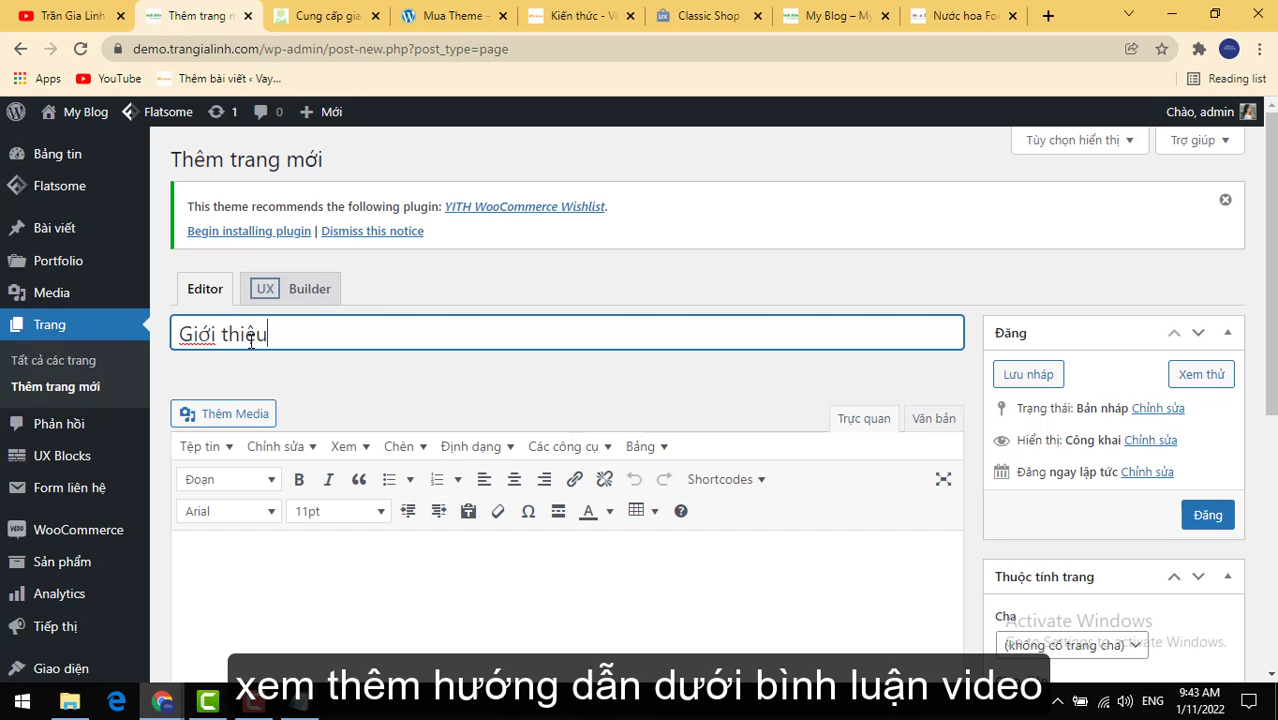 Trần Gia Linh
Thêm trang m
Cung cấp gia
Mua Theme –
Kiến thức - Va
Classic Shop
My Blog – My
Nước hoa Fo
demo.trangialinh.com/wp-admin/post-new.php?post_type=page
Apps
YouTube
Thêm bài viết ‹ Vay...
Reading list
My Blog
Flatsome
1
0
Mới
Chào, admin
Bảng tin
Flatsome
Bài viết
Portfolio
Media
Trang
Tất cả các trang
Thêm trang mới
Phản hồi
UX Blocks
Form liên hệ
WooCommerce
Sản phẩm
Analytics
Tiếp thị
Giao diện
Tùy chọn hiển thị
Trợ giúp
Thêm trang mới
This theme recommends the following plugin: YITH WooCommerce Wishlist.
Begin installing plugin | Dismiss this notice
Editor
UX Builder
Giới thiệu
Thêm Media
Trực quan
Văn bản
Tệp tin
Chỉnh sửa
Xem
Chèn
Định dạng
Các công cụ
Bảng
Đoạn
B
I
Shortcodes
Arial
11pt
A
Đăng
Lưu nháp
Xem thử
Trạng thái: Bản nháp Chỉnh sửa
Hiển thị: Công khai Chỉnh sửa
Đăng ngay lập tức Chỉnh sửa
Đăng
Thuộc tính trang
Cha
(không có trang cha)
Activate Windows
Go to Settings to activate Windows.
xem thêm hướng dẫn dưới bình luận video
ENG
9:43 AM
1/11/2022